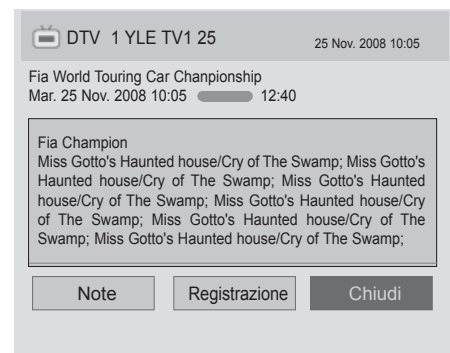 DTV 1 YLE TV1 25 25 Nov. 2008 10:05
Fia World Touring Car Chanpionship
Mar. 25 Nov. 2008 10:05 12:40
Fia Champion
Miss Gotto's Haunted house/Cry of The Swamp; Miss Gotto's
Haunted house/Cry of The Swamp; Miss Gotto's Haunted
house/Cry of The Swamp; Miss Gotto's Haunted house/Cry
of The Swamp; Miss Gotto's Haunted house/Cry of The
Swamp; Miss Gotto's Haunted house/Cry of The Swamp;
Note Registrazione Chiudi